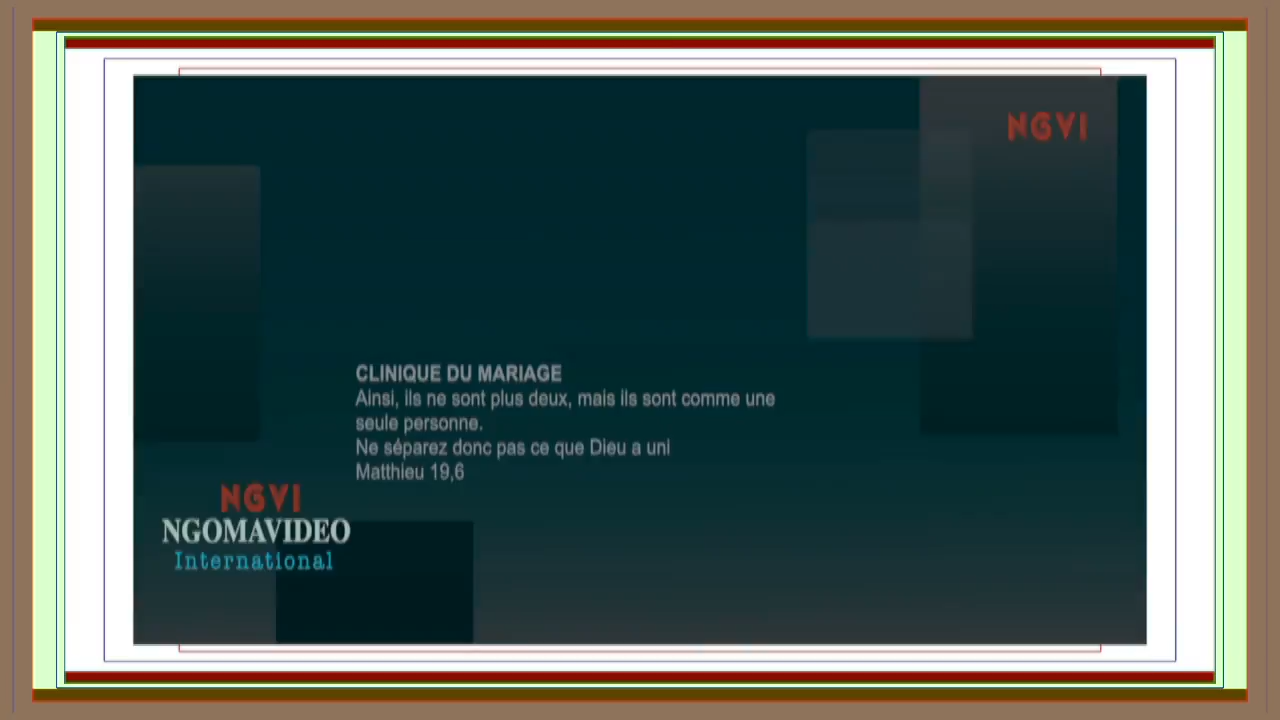 NGVI
CLINIQUE DU MARIAGE
Ainsi, ils ne sont plus deux, mais ils sont comme une
seule personne.
Ne séparez donc pas ce que Dieu a uni
Matthieu 19,6
NGVI
NGOMAVIDEO
International